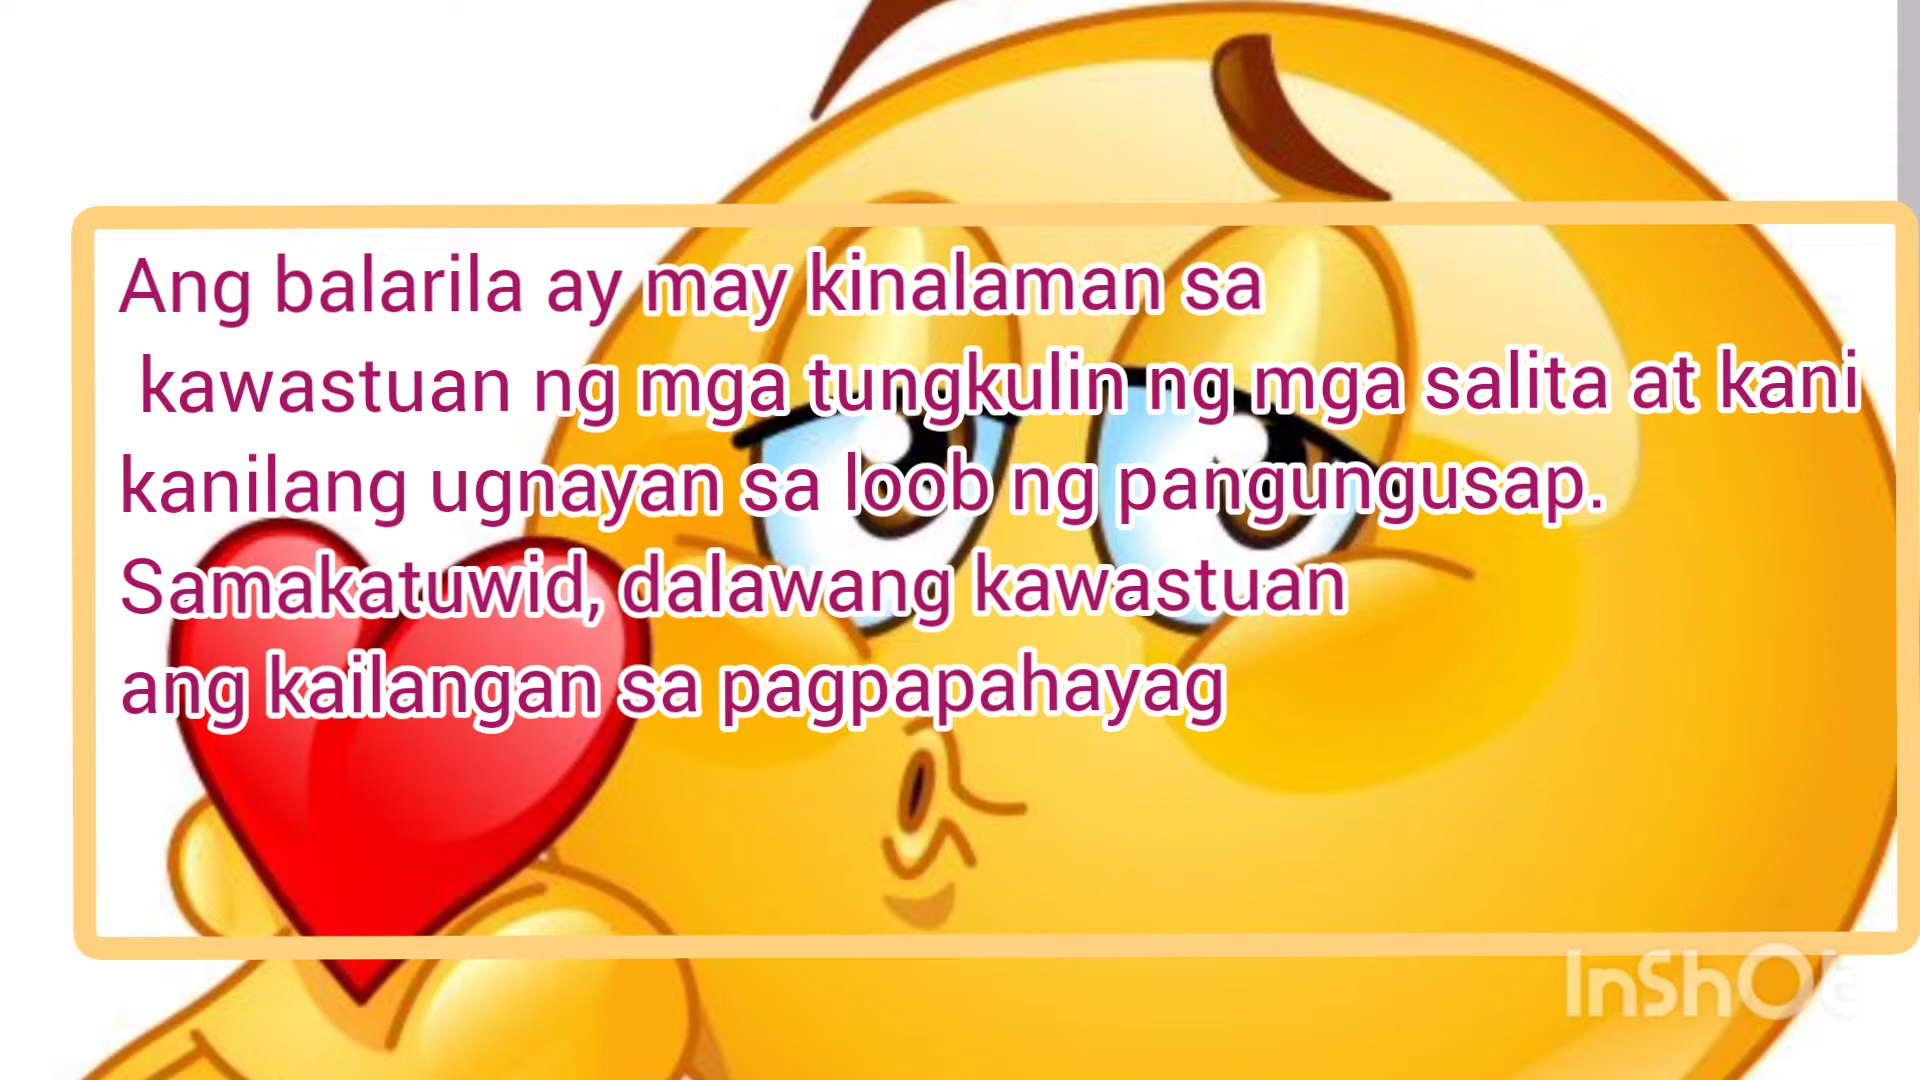 Ang balarila ay may kinalaman sa
kawastuan ng mga tungkulin ng mga salita at kani
kanilang ugnayan sa loob ng pangungusap.
Samakatuwid, dalawang kawastuan
ang kailangan sa pagpapahayag
InShOt